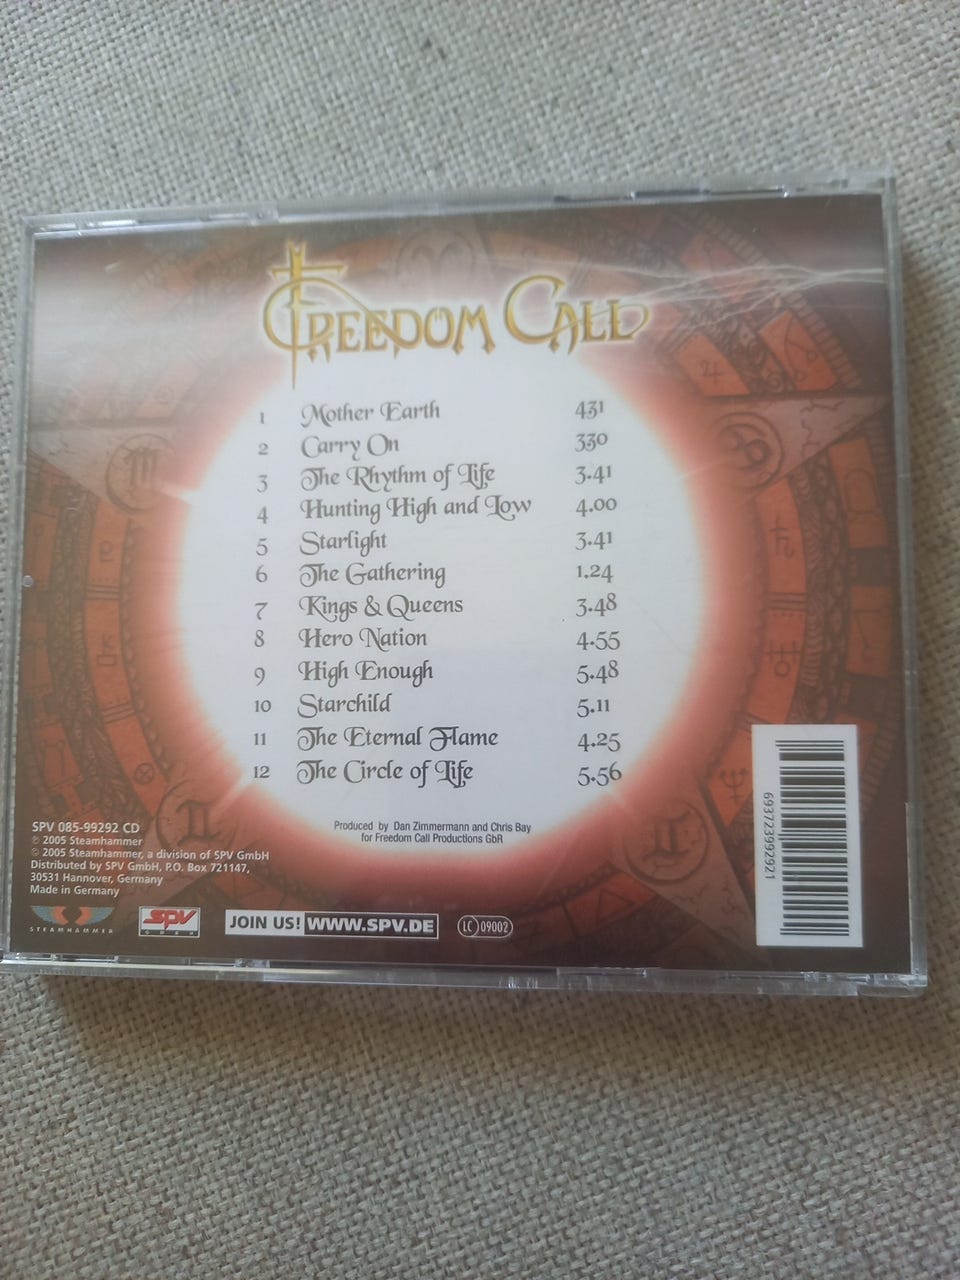 FREEDOM CALL
1 Mother Earth 431
2 Carry On 330
3 The Rhythm of Life 3.41
4 Hunting High and Low 4.00
5 Starlight 3.41
6 The Gathering 1.24
7 Kings & Queens 3.48
8 Hero Nation 4.55
9 High Enough 5.48
10 Starchild 5.11
11 The Eternal Flame 4.25
12 The Circle of Life 5.56
Produced by Dan Zimmermann and Chris Bay
for Freedom Call Productions GbR
SPV 085-99292 CD
℗ 2005 Steamhammer
© 2005 Steamhammer, a division of SPV GmbH
Distributed by SPV GmbH, P.O. Box 721147,
30531 Hannover, Germany
Made in Germany
STEAMHAMMER
SPV
GMBH
JOIN US! WWW.SPV.DE
LC 09002
693723992921